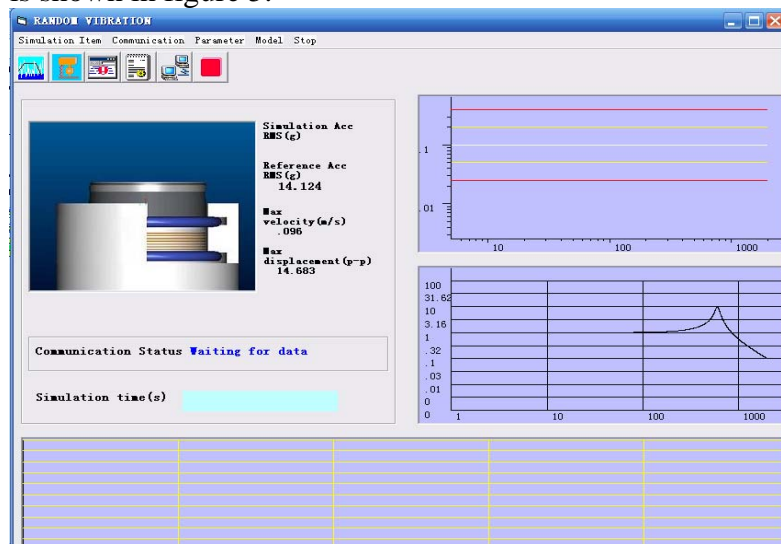 is shown in figure 3.
RANDOM VIBRATION
Simulation Item Communication Parameter Model Stop
Simulation Acc
RMS(g)
Reference Acc
RMS(g)
14.124
Max
velocity(m/s)
.096
Max
displacement(p-p)
14.683
Communication Status Waiting for data
Simulation time(s)
.1
.01
10 100 1000
100
31.62
10
3.16
1
.32
.1
.03
.01
0
0 1 10 100 1000